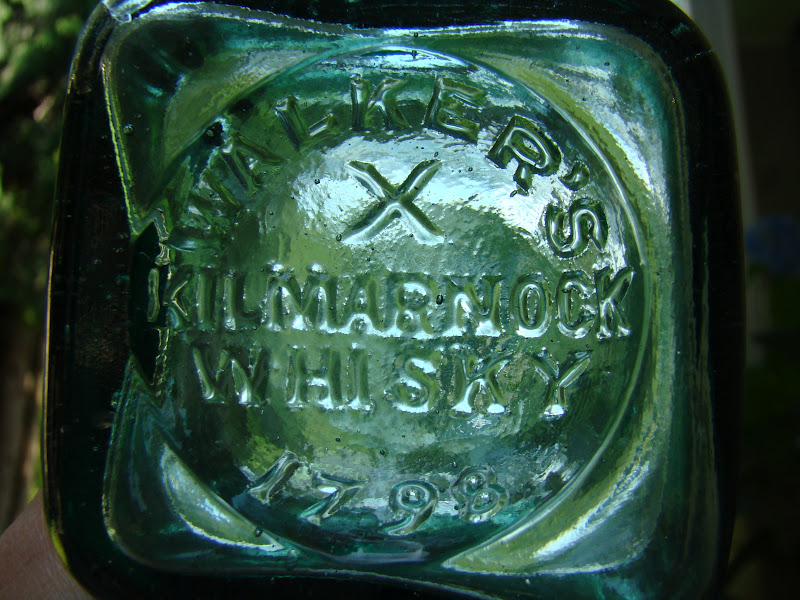 WALKER'S
X
KILMARNOCK
WHISKY
1798